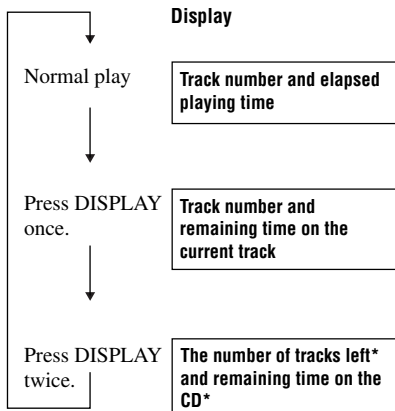 Display
Normal play
Track number and elapsed
playing time
Press DISPLAY
once.
Track number and
remaining time on the
current track
Press DISPLAY
twice.
The number of tracks left*
and remaining time on the
CD*